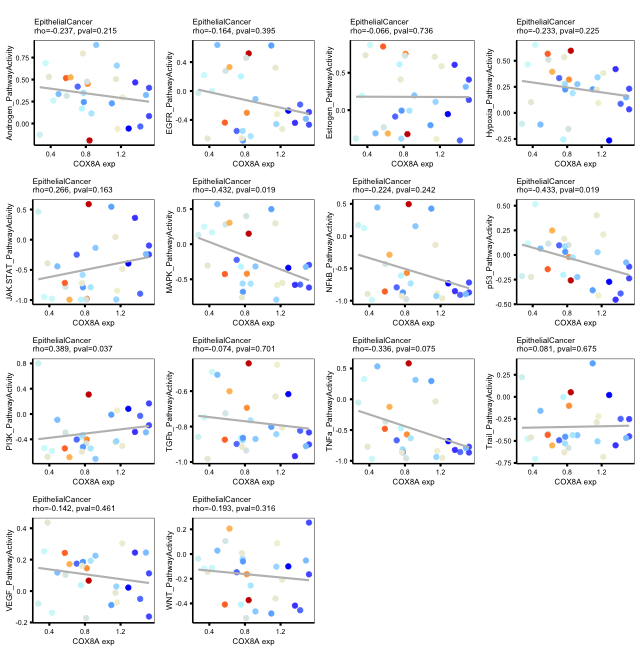 EpithelialCancer
rho=-0.237, pval=0.215
Androgen_PathwayActivity
0.75
0.50
0.25
0.00
0.4
0.8
1.2
COX8A exp
EpithelialCancer
rho=-0.164, pval=0.395
EGFR_PathwayActivity
0.6
0.3
0.0
-0.3
-0.6
0.4
0.8
1.2
COX8A exp
EpithelialCancer
rho=-0.066, pval=0.736
Estrogen_PathwayActivity
0.5
0.0
0.4
0.8
1.2
COX8A exp
EpithelialCancer
rho=-0.233, pval=0.225
Hypoxia_PathwayActivity
0.75
0.50
0.25
0.00
-0.25
0.4
0.8
1.2
COX8A exp
EpithelialCancer
rho=0.266, pval=0.163
JAK.STAT_PathwayActivity
0.5
0.0
-0.5
-1.0
0.4
0.8
1.2
COX8A exp
EpithelialCancer
rho=-0.432, pval=0.019
MAPK_PathwayActivity
0.5
0.0
-0.5
0.4
0.8
1.2
COX8A exp
EpithelialCancer
rho=-0.224, pval=0.242
NFkB_PathwayActivity
0.5
0.0
-0.5
-1.0
0.4
0.8
1.2
COX8A exp
EpithelialCancer
rho=-0.433, pval=0.019
p53_PathwayActivity
0.50
0.25
0.00
-0.25
-0.50
0.4
0.8
1.2
COX8A exp
EpithelialCancer
rho=0.389, pval=0.037
PI3K_PathwayActivity
0.8
0.4
0.0
-0.4
0.4
0.8
1.2
COX8A exp
EpithelialCancer
rho=-0.074, pval=0.701
TGFb_PathwayActivity
-0.6
-0.8
-1.0
0.4
0.8
1.2
COX8A exp
EpithelialCancer
rho=-0.336, pval=0.075
TNFa_PathwayActivity
0.5
0.0
-0.5
-1.0
0.4
0.8
1.2
COX8A exp
EpithelialCancer
rho=0.081, pval=0.675
Trail_PathwayActivity
0.25
0.00
-0.25
-0.50
-0.75
0.4
0.8
1.2
COX8A exp
EpithelialCancer
rho=-0.142, pval=0.461
VEGF_PathwayActivity
0.4
0.2
0.0
-0.2
0.4
0.8
1.2
COX8A exp
EpithelialCancer
rho=-0.193, pval=0.316
WNT_PathwayActivity
0.2
0.0
-0.2
-0.4
0.4
0.8
1.2
COX8A exp